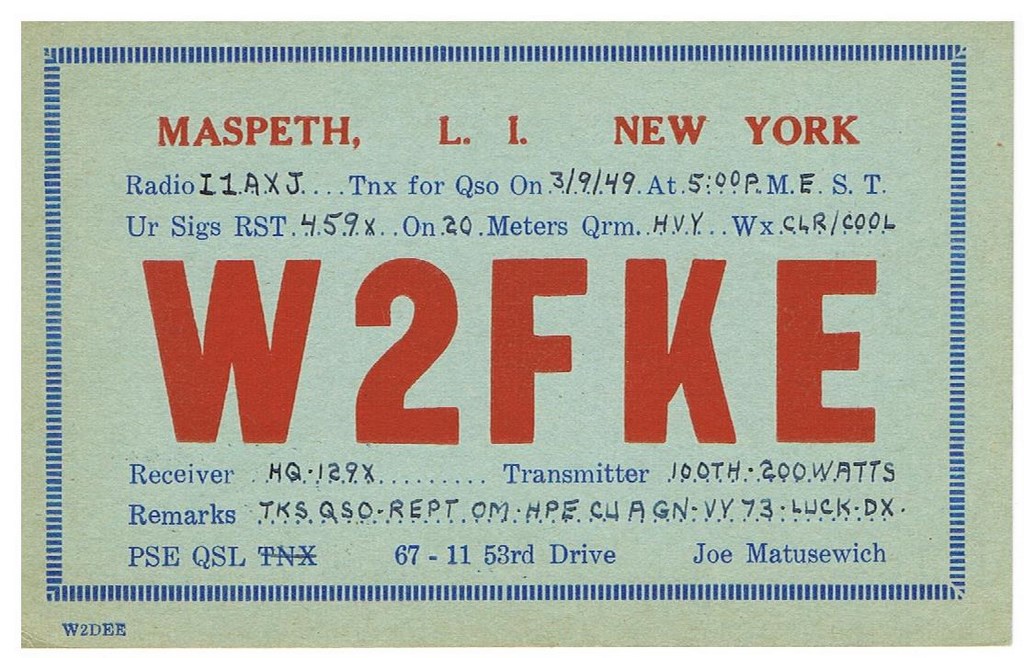 MASPETH, L. I. NEW YORK
Radio I1AXJ....Tnx for Qso On 3/9/49 At 5:00P.M. E. S. T.
Ur Sigs RST 459x On 20 Meters Qrm HVY Wx CLR/COOL
W2FKE
Receiver HQ-129X Transmitter 100TH-200WATTS
Remarks TKS QSO-REPT OM-HPE CU AGN-VY 73-LUCK-DX.
PSE QSL TNX 67 - 11 53rd Drive Joe Matusewich
W2DEE